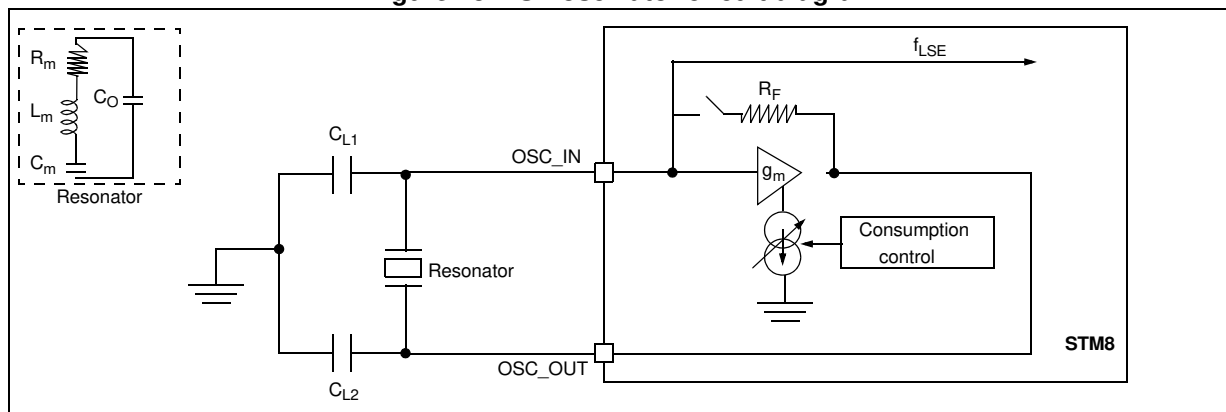 R_m
L_m
C_m
C_O
Resonator
C_L1
C_L2
Resonator
OSC_IN
OSC_OUT
f_LSE
R_F
g_m
Consumption
control
STM8